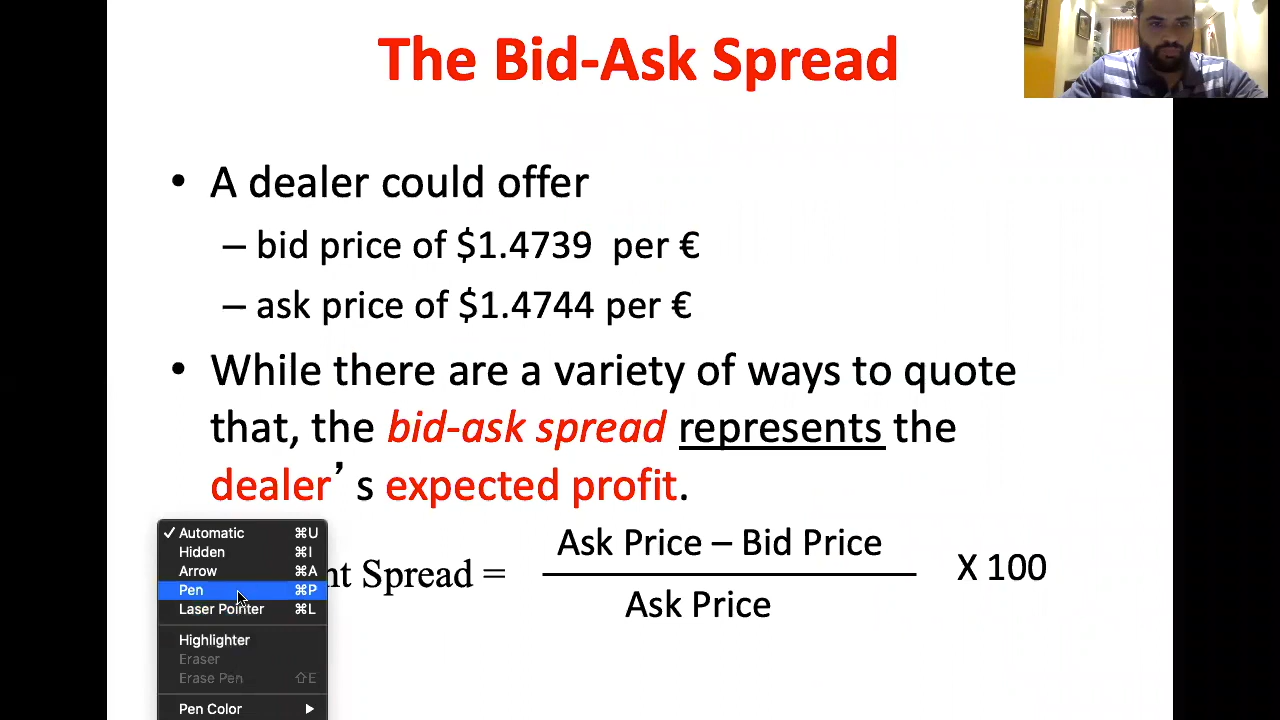 The Bid-Ask Spread
• A dealer could offer
– bid price of $1.4739 per €
– ask price of $1.4744 per €
• While there are a variety of ways to quote
that, the bid-ask spread represents the
dealer’s expected profit.
Ask Price – Bid Price
nt Spread = X 100
Ask Price
✓ Automatic ⌘U
Hidden ⌘I
Arrow ⌘A
Pen ⌘P
Laser Pointer ⌘L
Highlighter
Eraser
Erase Pen ⇧E
Pen Color ▶